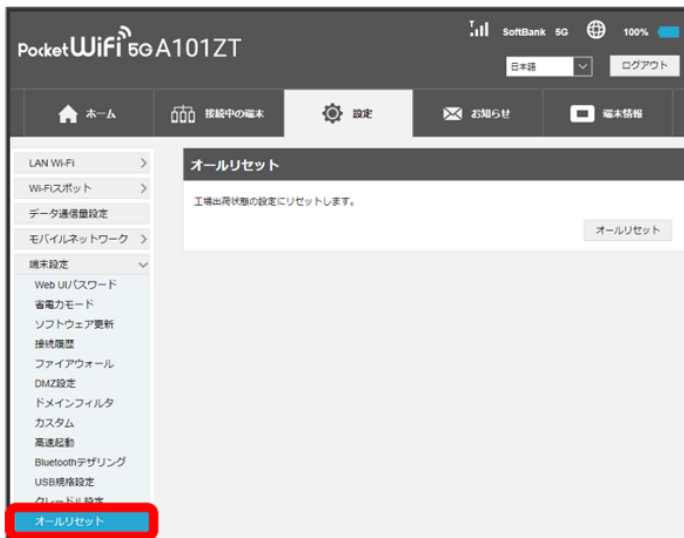 Pocket WiFi 5G A101ZT
SoftBank 5G 100%
日本語
ログアウト
ホーム
接続中の端末
設定
お知らせ
端末情報
LAN Wi-Fi
Wi-Fiスポット
データ通信量設定
モバイルネットワーク
端末設定
Web UIパスワード
省電力モード
ソフトウェア更新
接続履歴
ファイアウォール
DMZ設定
ドメインフィルタ
カスタム
高速起動
Bluetoothテザリング
USB規格設定
クレードル設定
オールリセット
オールリセット
工場出荷状態の設定にリセットします。
オールリセット